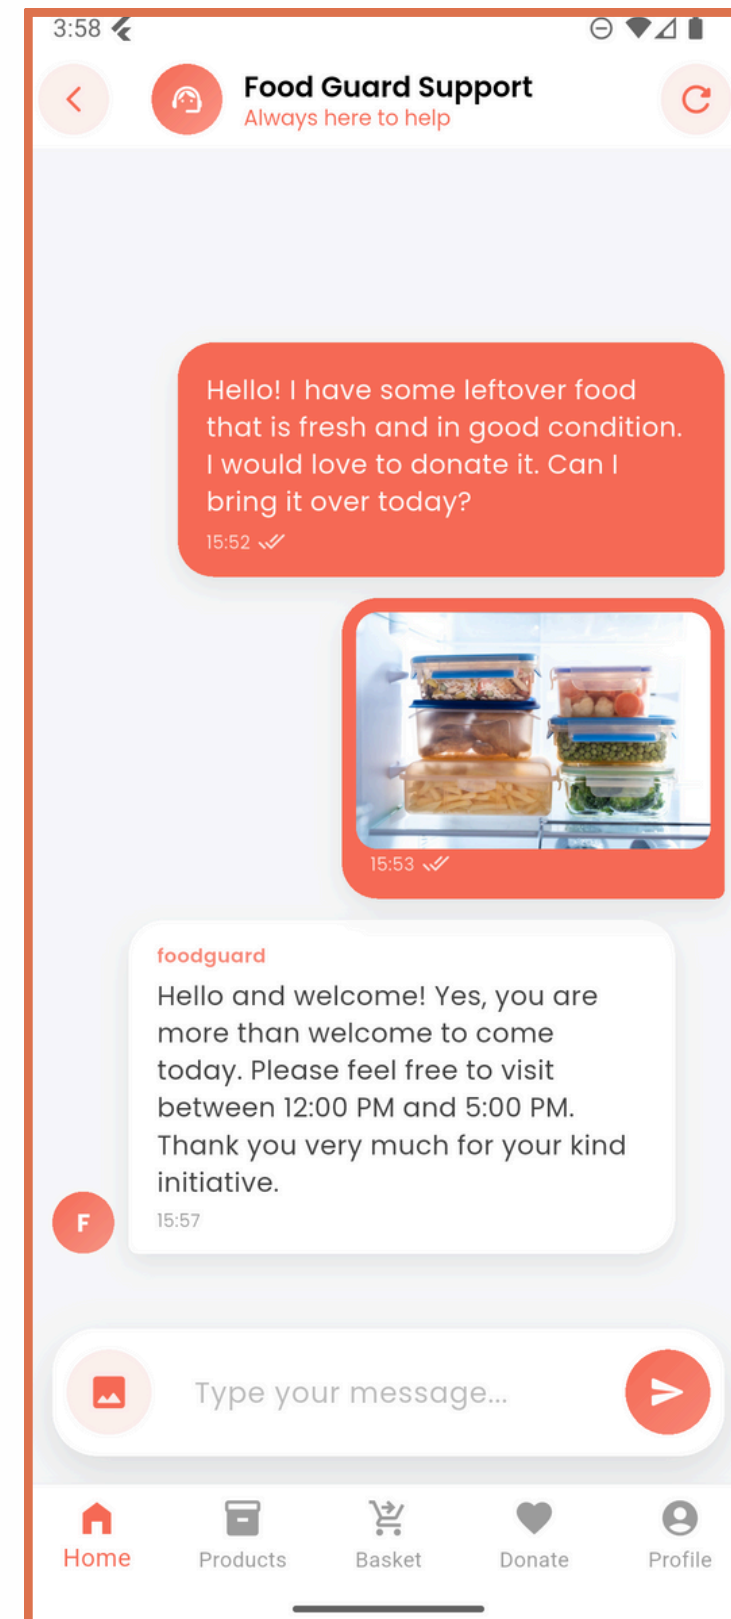 3:58
Food Guard Support
Always here to help
Hello! I have some leftover food
that is fresh and in good condition.
I would love to donate it. Can I
bring it over today?
15:52
15:53
foodguard
Hello and welcome! Yes, you are
more than welcome to come
today. Please feel free to visit
between 12:00 PM and 5:00 PM.
Thank you very much for your kind
initiative.
F
15:57
Type your message...
Home Products Basket Donate Profile